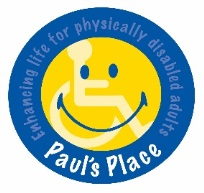 Enhancing life for physically disabled adults
Paul's Place